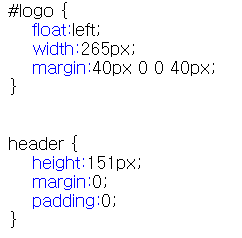 #logo {
float:left;
width:265px;
margin:40px 0 0 40px;
}
header {
height:151px;
margin:0;
padding:0;
}